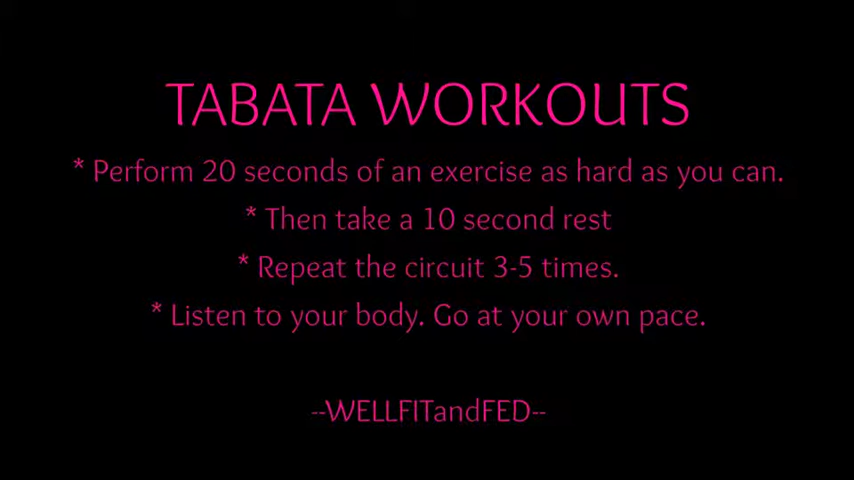 TABATA WORKOUTS
* Perform 20 seconds of an exercise as hard as you can.
* Then take a 10 second rest
* Repeat the circuit 3-5 times.
* Listen to your body. Go at your own pace.
--WELLFITandFED--